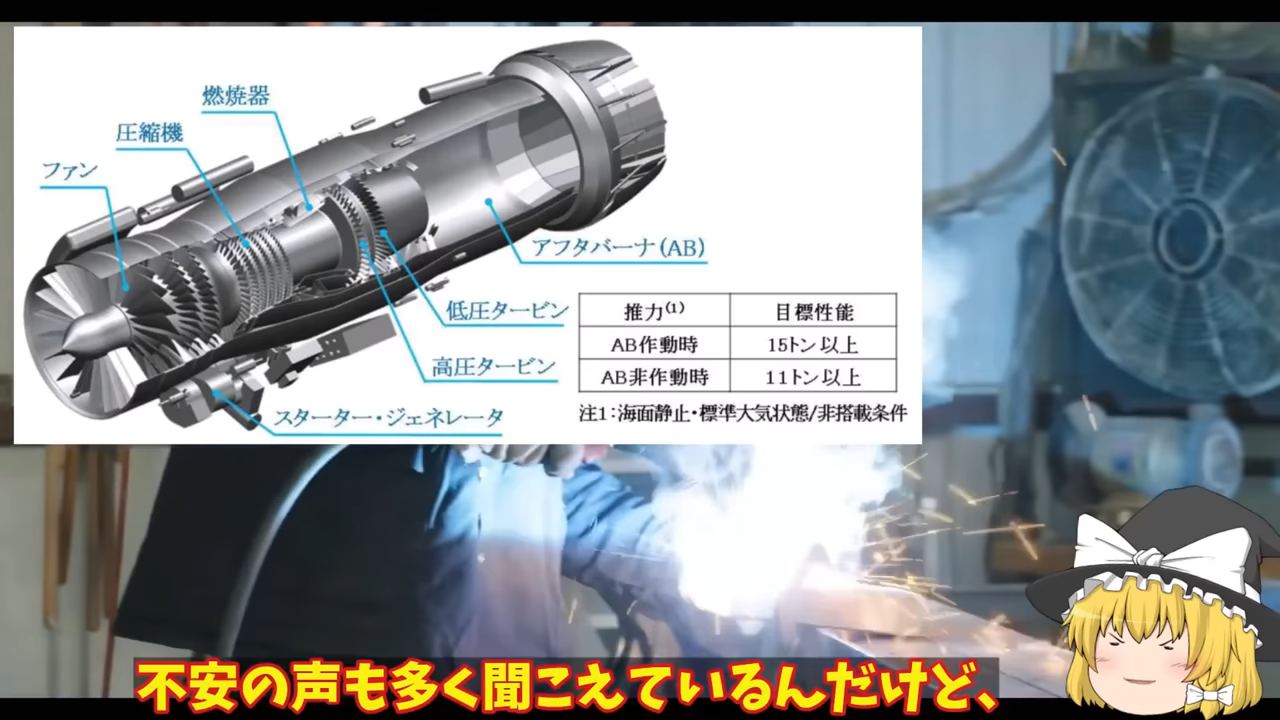 燃焼器
圧縮機
ファン
アフタバーナ(AB)
低圧タービン
高圧タービン
スターター・ジェネレータ
推力(1) 目標性能
AB作動時 15トン以上
AB非作動時 11トン以上
注1:海面静止・標準大気状態/非搭載条件
不安の声も多く聞こえているんだけど、